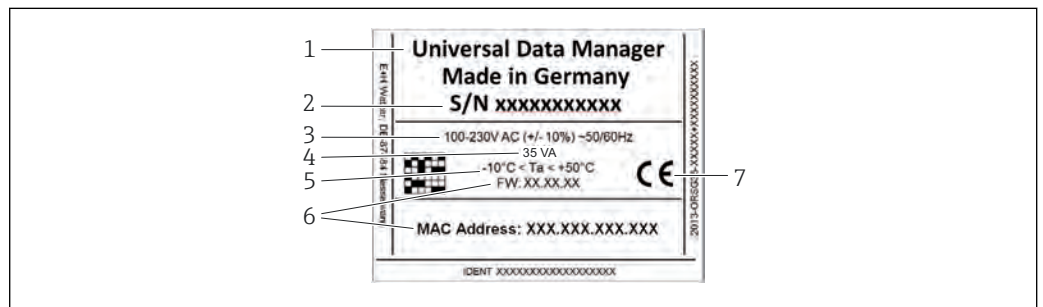 1
Universal Data Manager
Made in Germany
2
S/N xxxxxxxxxxx
3
100-230V AC (+/- 10%) ~50/60Hz
4
35 VA
5
-10°C < Ta < +50°C
6
FW: XX.XX.XX
7
CE
MAC Address: XXX.XXX.XXX.XXX
IDENT XXXXXXXXXXXXXXXXXX